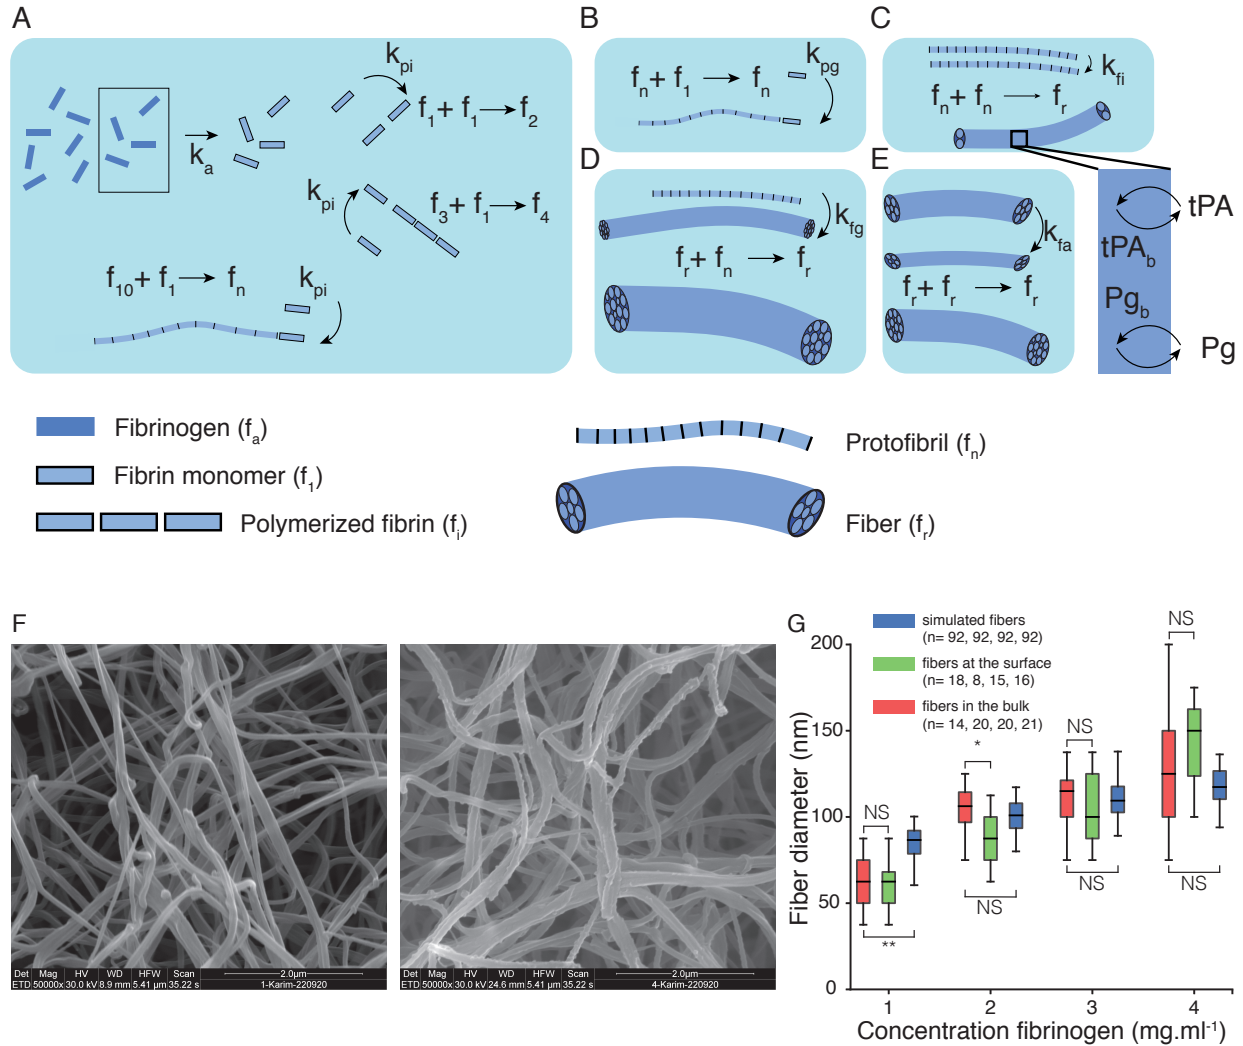 A
k_a
k_pi
f_1 + f_1 → f_2
k_pi
f_3 + f_1 → f_4
f_10 + f_1 → f_n
k_pi
B
f_n + f_1 → f_n
k_pg
C
k_fi
f_n + f_n → f_r
D
k_fg
f_r + f_n → f_r
E
k_fa
f_r + f_r → f_r
tPA
tPA_b
Pg_b
Pg
Fibrinogen (f_a)
Fibrin monomer (f_1)
Polymerized fibrin (f_i)
Protofibril (f_n)
Fiber (f_r)
F
Det Mag HV WD HFW Scan 2.0µm
ETD 50000x 30.0 kV 8.9 mm 5.41 µm 35.22 s 1-Karim-220920
Det Mag HV WD HFW Scan 2.0µm
ETD 50000x 30.0 kV 24.6 mm 5.41 µm 35.22 s 4-Karim-220920
G
simulated fibers
(n= 92, 92, 92, 92)
fibers at the surface
(n= 18, 8, 15, 16)
fibers in the bulk
(n= 14, 20, 20, 21)
Fiber diameter (nm)
200
150
100
50
0
NS
**
*
NS
NS
NS
NS
NS
1 2 3 4
Concentration fibrinogen (mg.ml⁻¹)